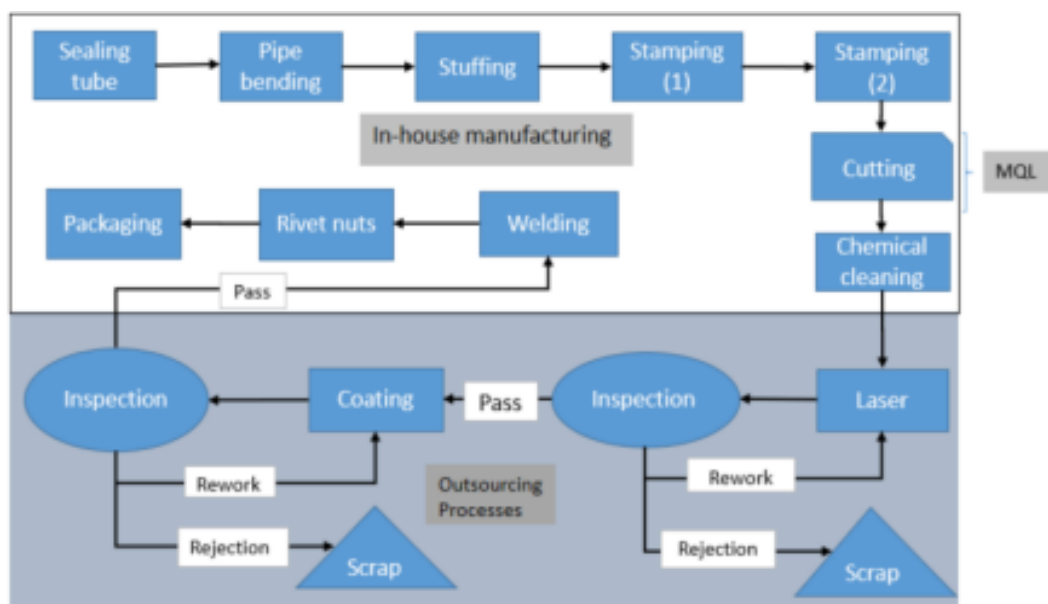 Sealing
tube
Pipe
bending
Stuffing
Stamping
(1)
Stamping
(2)
In-house manufacturing
Cutting
MQL
Packaging
Rivet nuts
Welding
Chemical
cleaning
Pass
Inspection
Coating
Pass
Inspection
Laser
Rework
Outsourcing
Processes
Rework
Rejection
Scrap
Rejection
Scrap